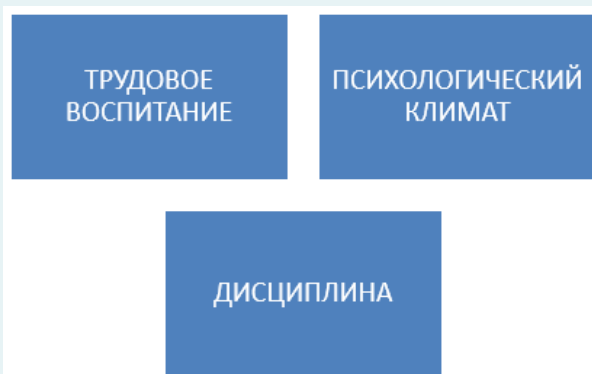 ТРУДОВОЕ
ВОСПИТАНИЕ
ПСИХОЛОГИЧЕСКИЙ
КЛИМАТ
ДИСЦИПЛИНА